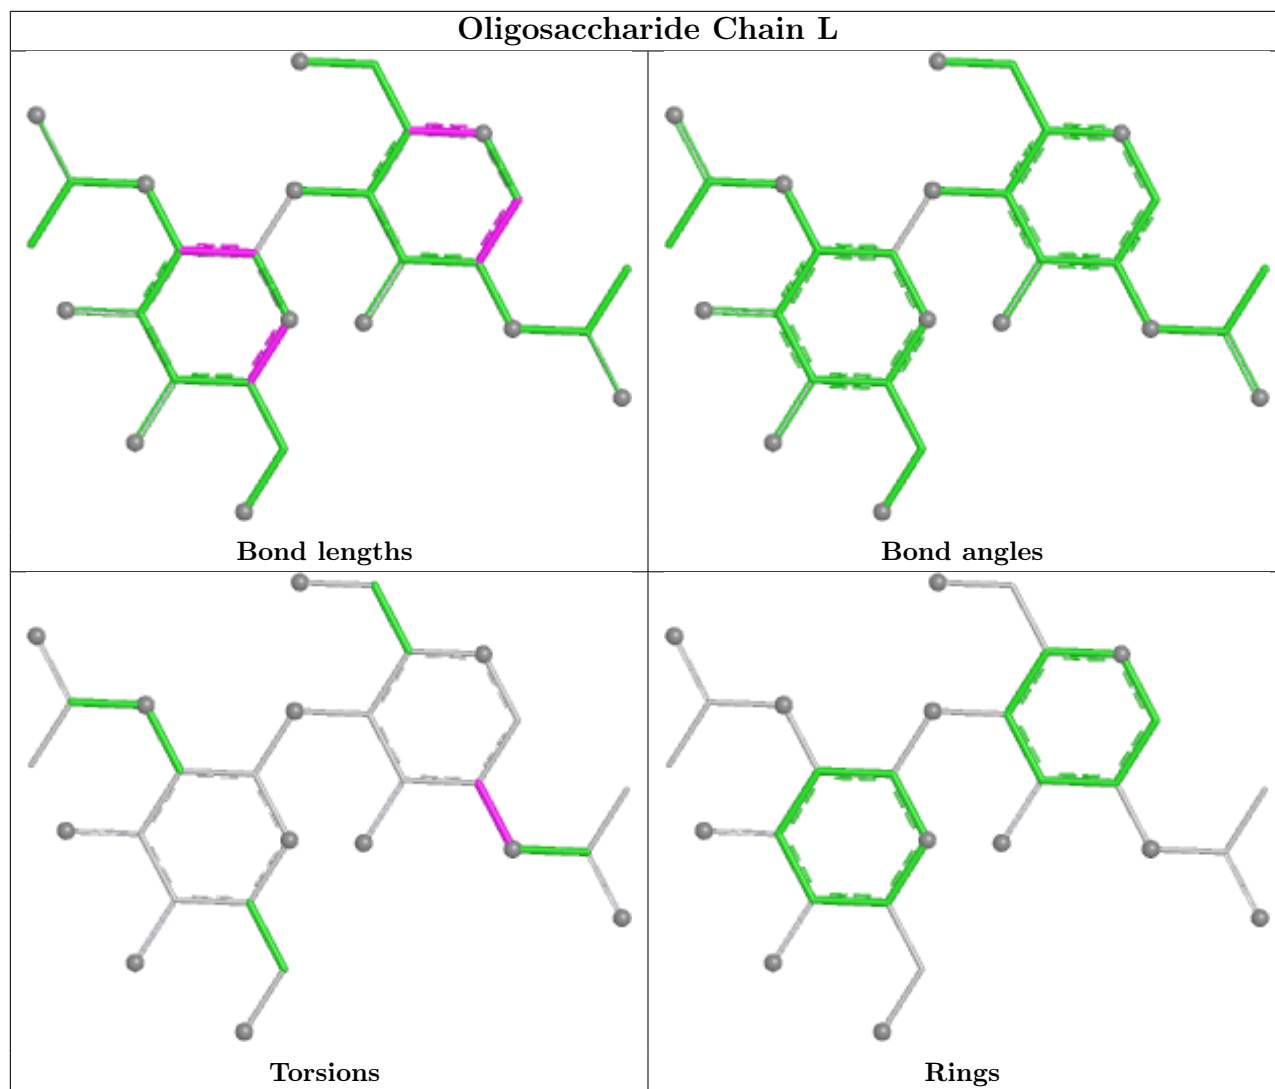 Oligosaccharide Chain L
Bond lengths
Bond angles
Torsions
Rings